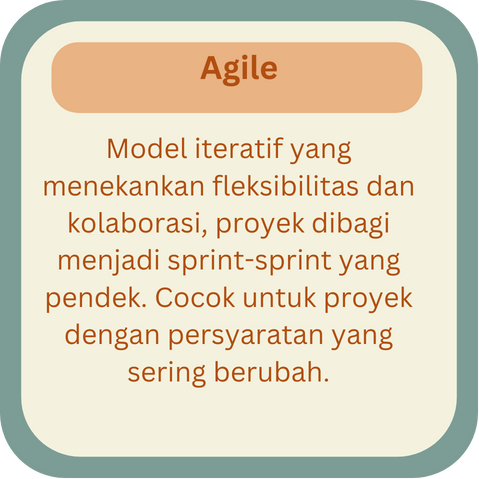 Agile
Model iteratif yang
menekankan fleksibilitas dan
kolaborasi, proyek dibagi
menjadi sprint-sprint yang
pendek. Cocok untuk proyek
dengan persyaratan yang
sering berubah.